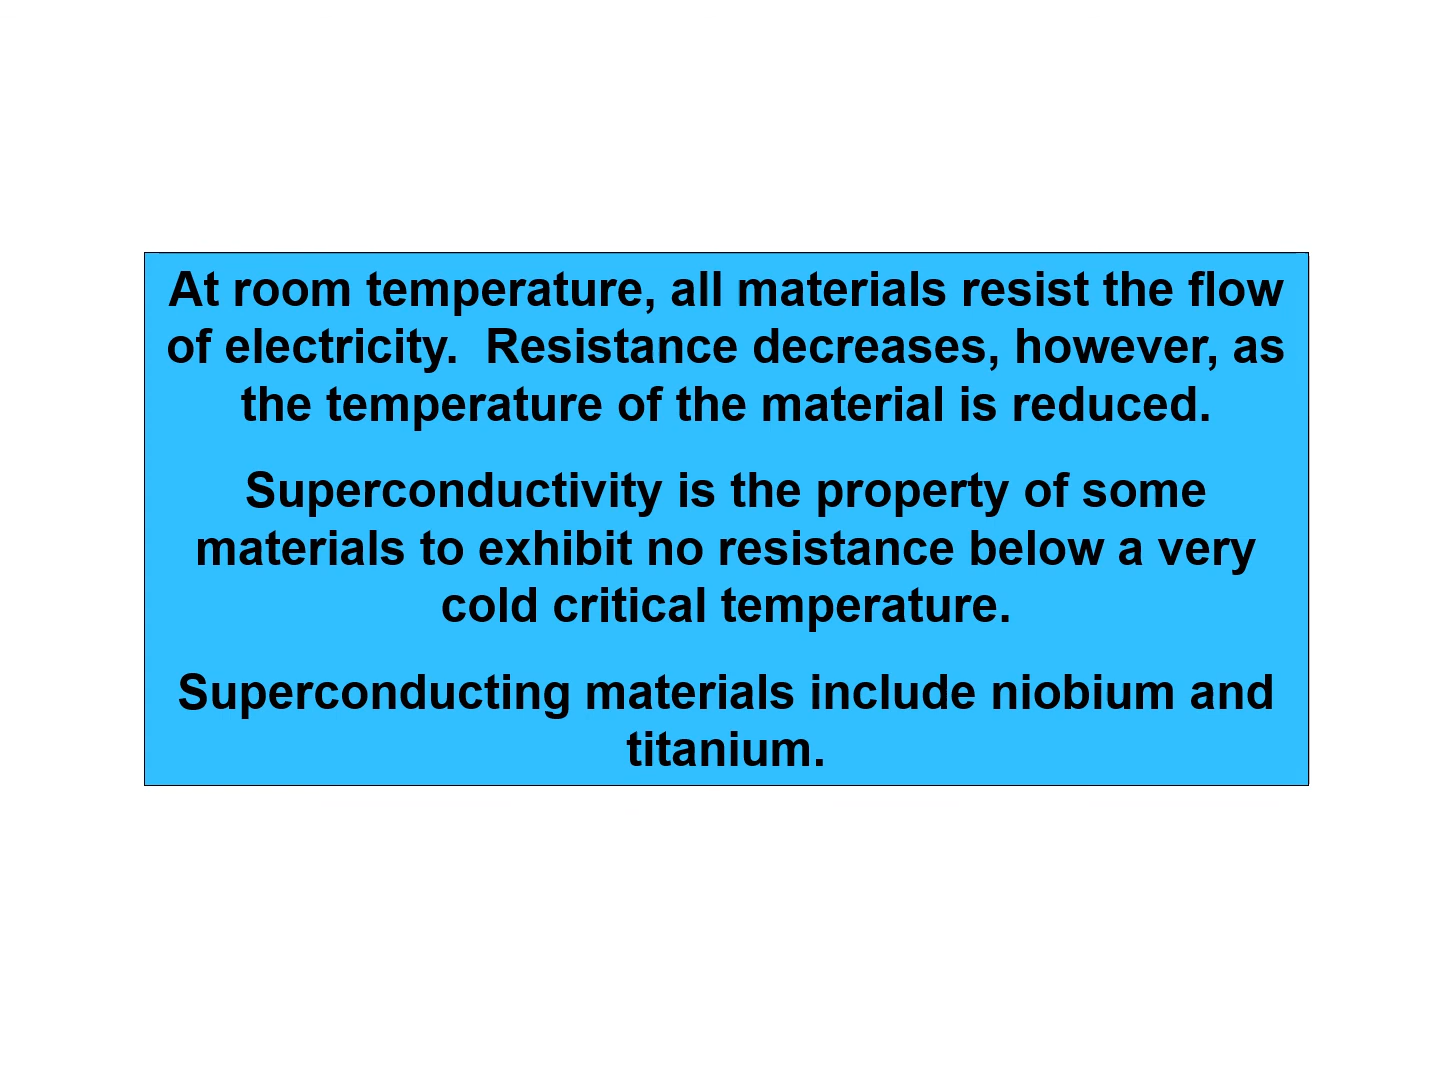 At room temperature, all materials resist the flow
of electricity.  Resistance decreases, however, as
the temperature of the material is reduced.
Superconductivity is the property of some
materials to exhibit no resistance below a very
cold critical temperature.
Superconducting materials include niobium and
titanium.